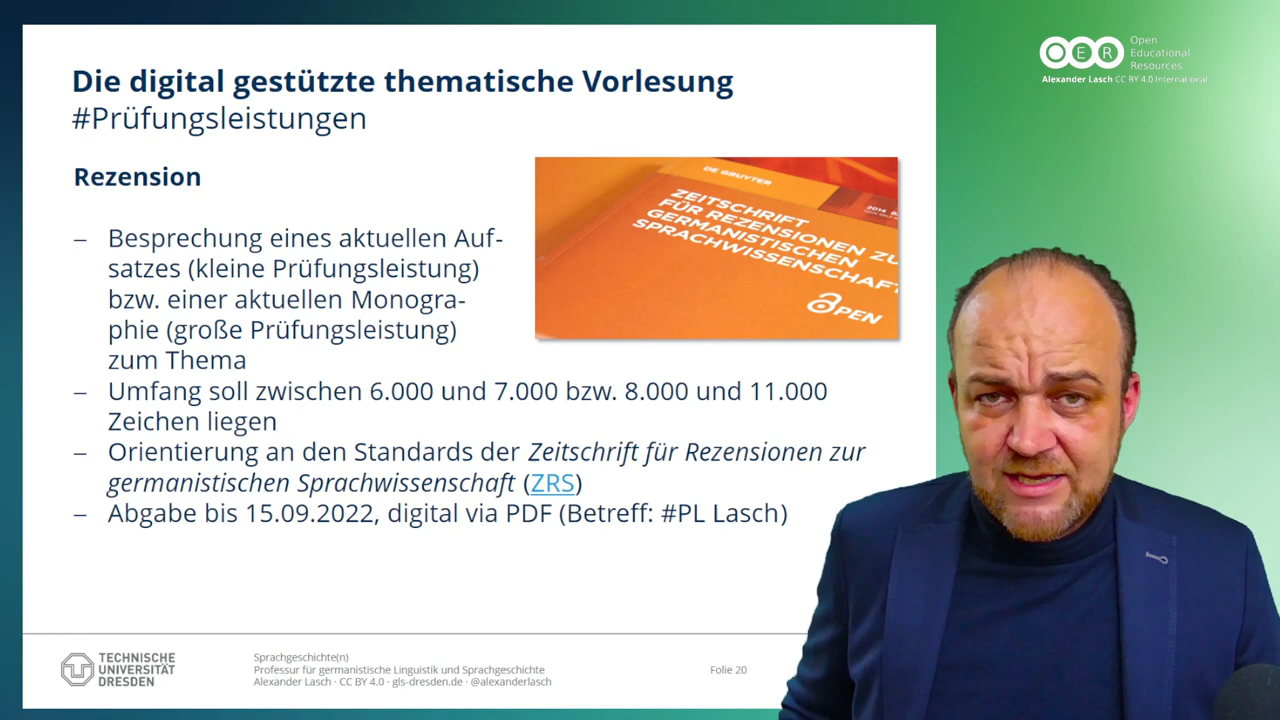 Die digital gestützte thematische Vorlesung
#Prüfungsleistungen
Rezension
– Besprechung eines aktuellen Auf-
satzes (kleine Prüfungsleistung)
bzw. einer aktuellen Monogra-
phie (große Prüfungsleistung)
zum Thema
– Umfang soll zwischen 6.000 und 7.000 bzw. 8.000 und 11.000
Zeichen liegen
– Orientierung an den Standards der Zeitschrift für Rezensionen zur
germanistischen Sprachwissenschaft (ZRS)
– Abgabe bis 15.09.2022, digital via PDF (Betreff: #PL Lasch)
DE GRUYTER
2014
ZEITSCHRIFT
FÜR REZENSIONEN ZU
GERMANISTISCHEN
SPRACHWISSENSCHAFT
OPEN
TECHNISCHE
UNIVERSITÄT
DRESDEN
Sprachgeschichte(n)
Professur für germanistische Linguistik und Sprachgeschichte
Alexander Lasch · CC BY 4.0 · gls-dresden.de · @alexanderlasch
Folie 20
OER
Open
Educational
Resources
Alexander Lasch CC BY 4.0 International